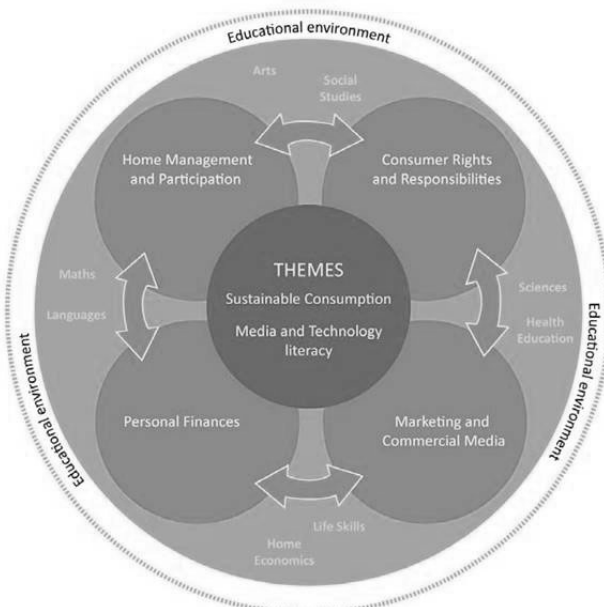 Educational environment
Arts
Social
Studies
Home Management
and Participation
Consumer Rights
and Responsibilities
THEMES
Sustainable Consumption
Media and Technology
literacy
Maths
Languages
Sciences
Health
Education
Educational environment
Educational environment
Personal Finances
Marketing and
Commercial Media
Life Skills
Home
Economics